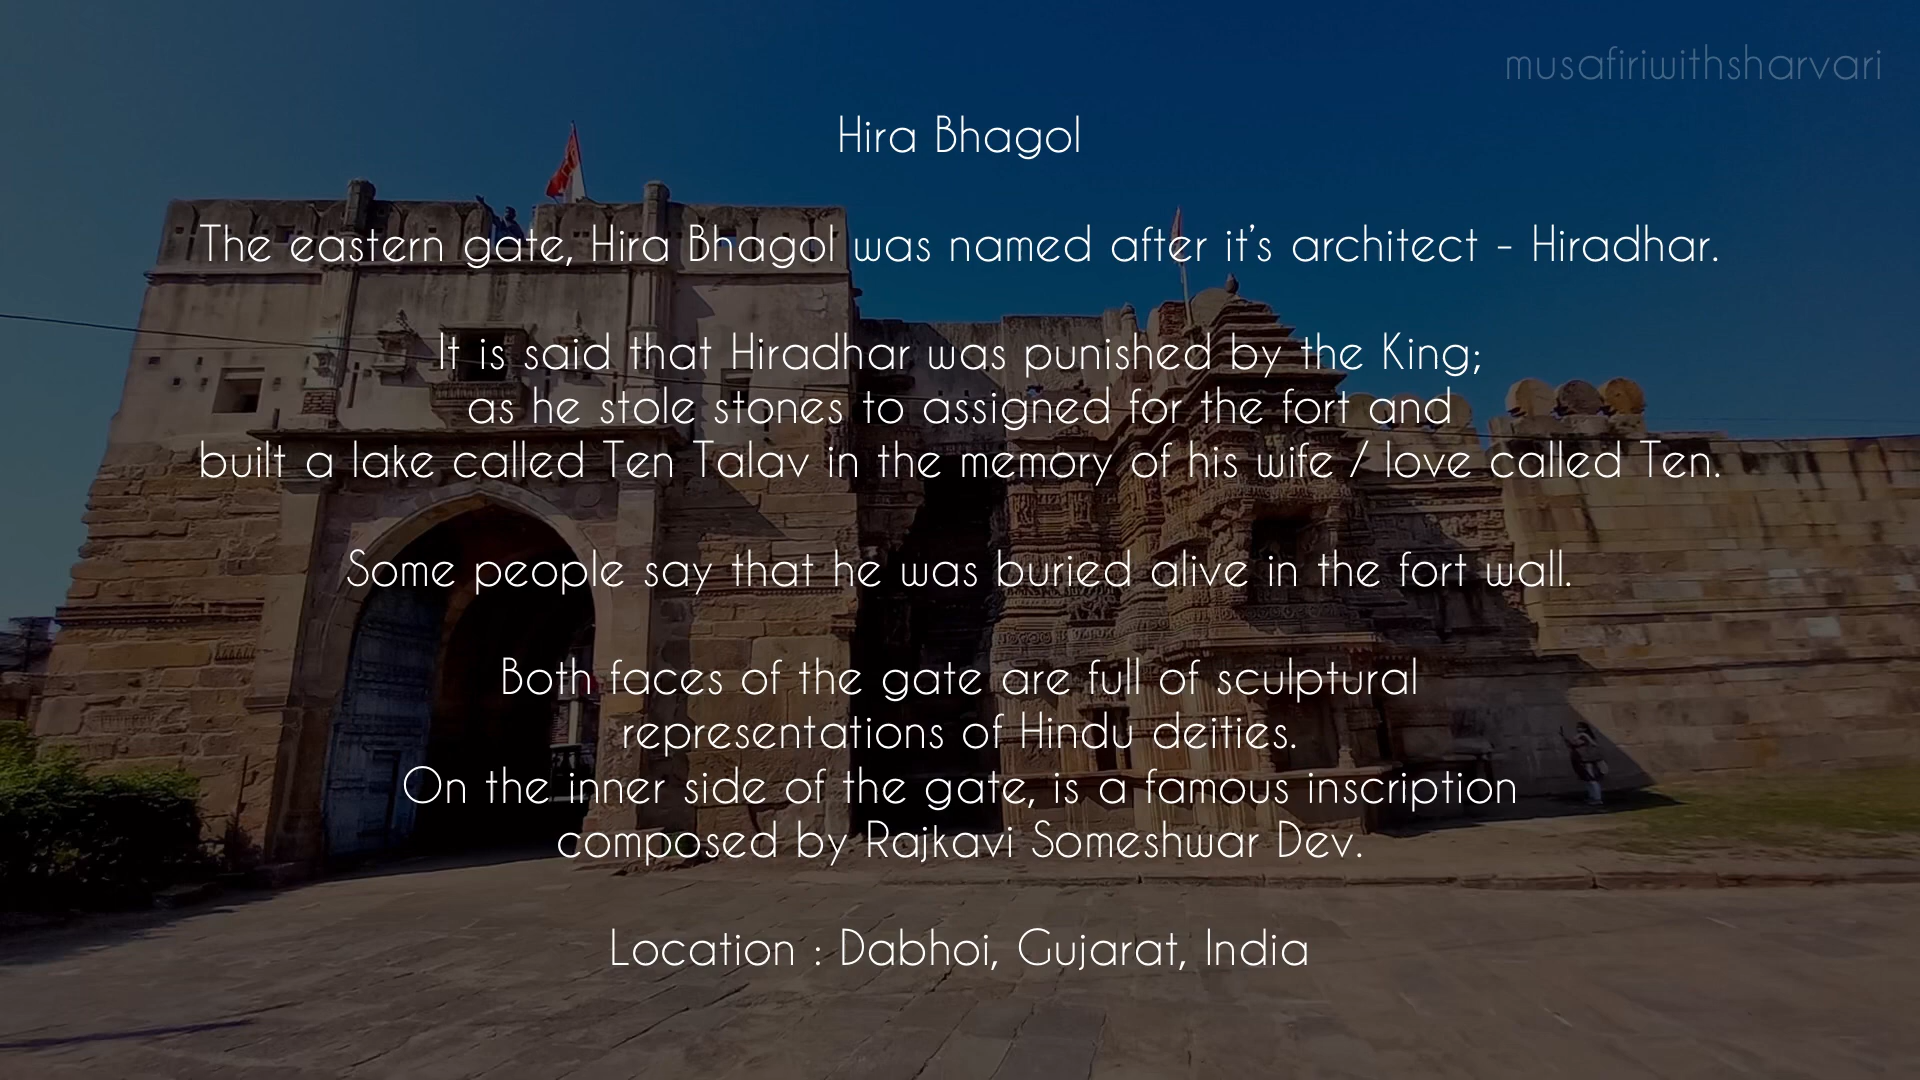 musafiriwithsharvari
Hira Bhagol
The eastern gate, Hira Bhagol was named after it's architect - Hiradhar.
It is said that Hiradhar was punished by the King;
as he stole stones to assigned for the fort and
built a lake called Ten Talav in the memory of his wife / love called Ten.
Some people say that he was buried alive in the fort wall.
Both faces of the gate are full of sculptural
representations of Hindu deities.
On the inner side of the gate, is a famous inscription
composed by Rajkavi Someshwar Dev.
Location : Dabhoi, Gujarat, India